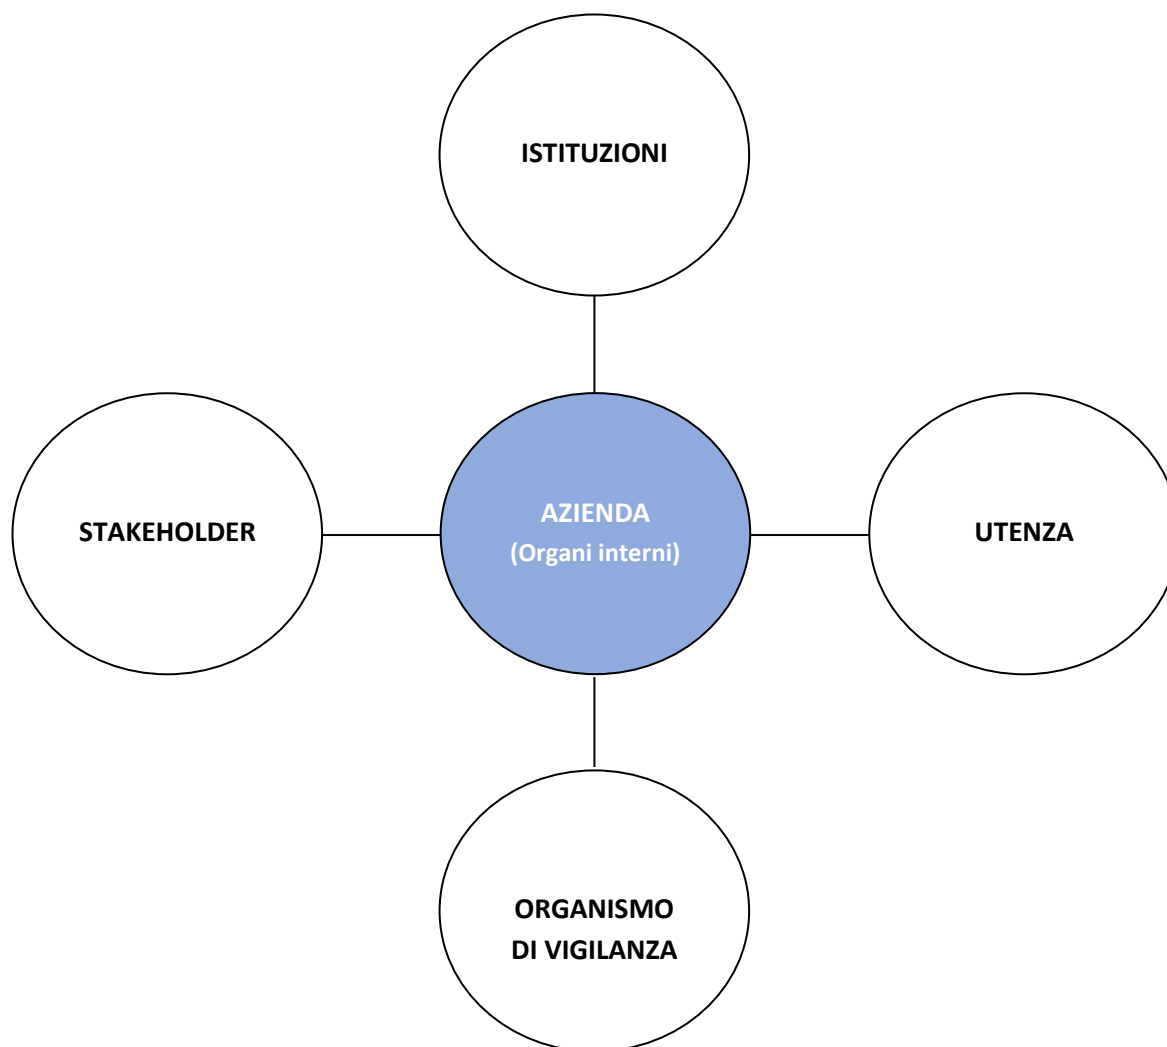 ISTITUZIONI
STAKEHOLDER
AZIENDA
(Organi interni)
UTENZA
ORGANISMO
DI VIGILANZA